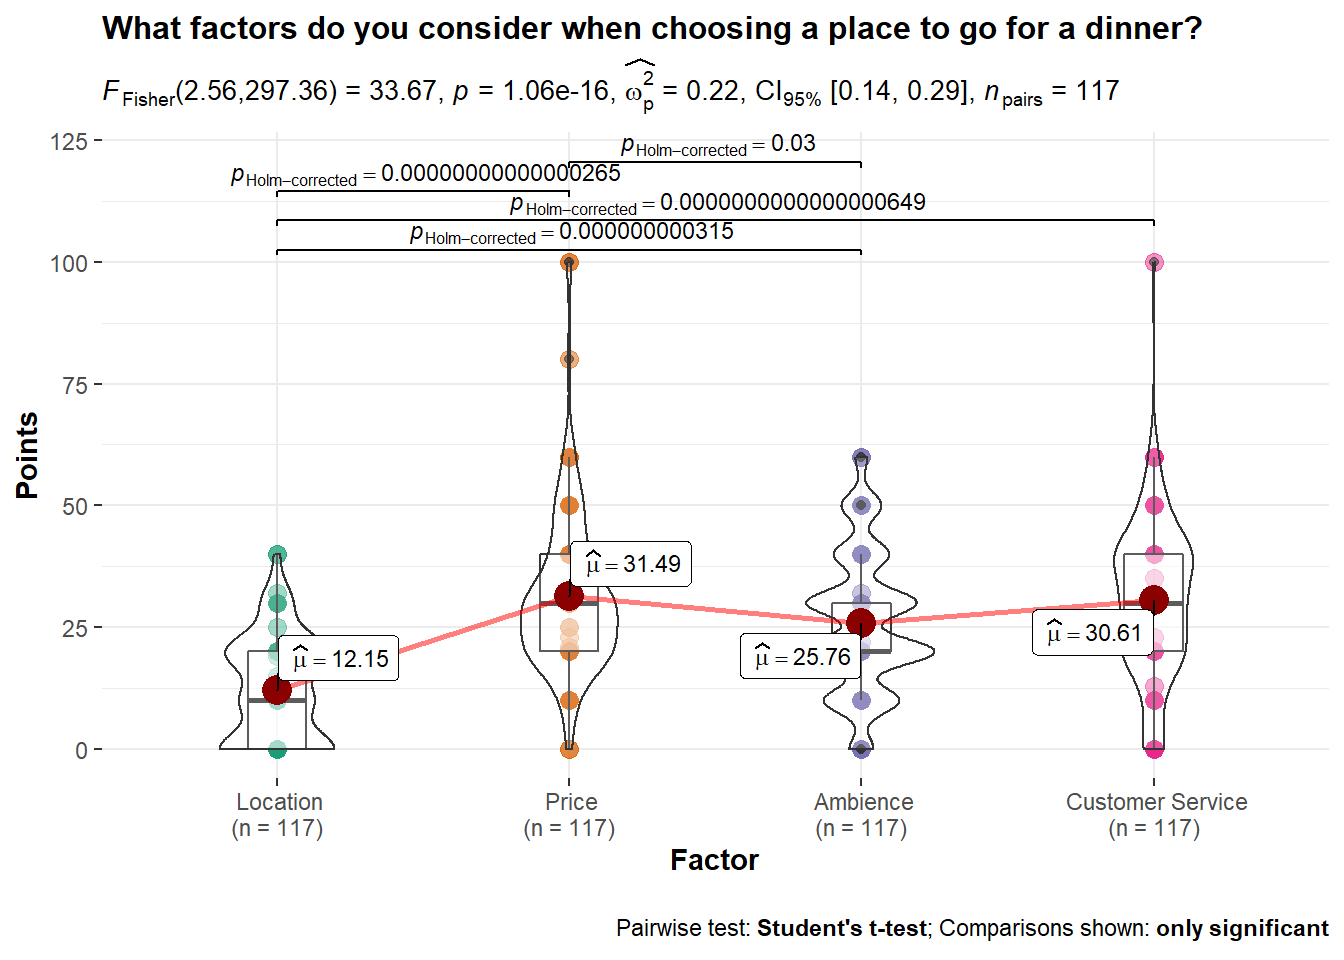 What factors do you consider when choosing a place to go for a dinner?
F Fisher(2.56,297.36) = 33.67, p = 1.06e-16, ω̂²p = 0.22, CI95% [0.14, 0.29], n pairs = 117
125
pHolm−corrected = 0.03
pHolm−corrected = 0.00000000000000265
pHolm−corrected = 0.0000000000000000649
pHolm−corrected = 0.000000000315
100
75
50
25
0
Points
μ̂ = 12.15
μ̂ = 31.49
μ̂ = 25.76
μ̂ = 30.61
Location
(n = 117)
Price
(n = 117)
Ambience
(n = 117)
Customer Service
(n = 117)
Factor
Pairwise test: Student's t-test; Comparisons shown: only significant